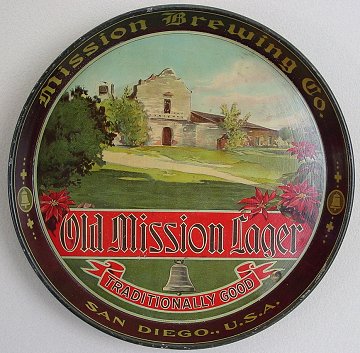 Mission Brewing Co.
Old Mission Lager
TRADITIONALLY GOOD
SAN DIEGO., U.S.A.